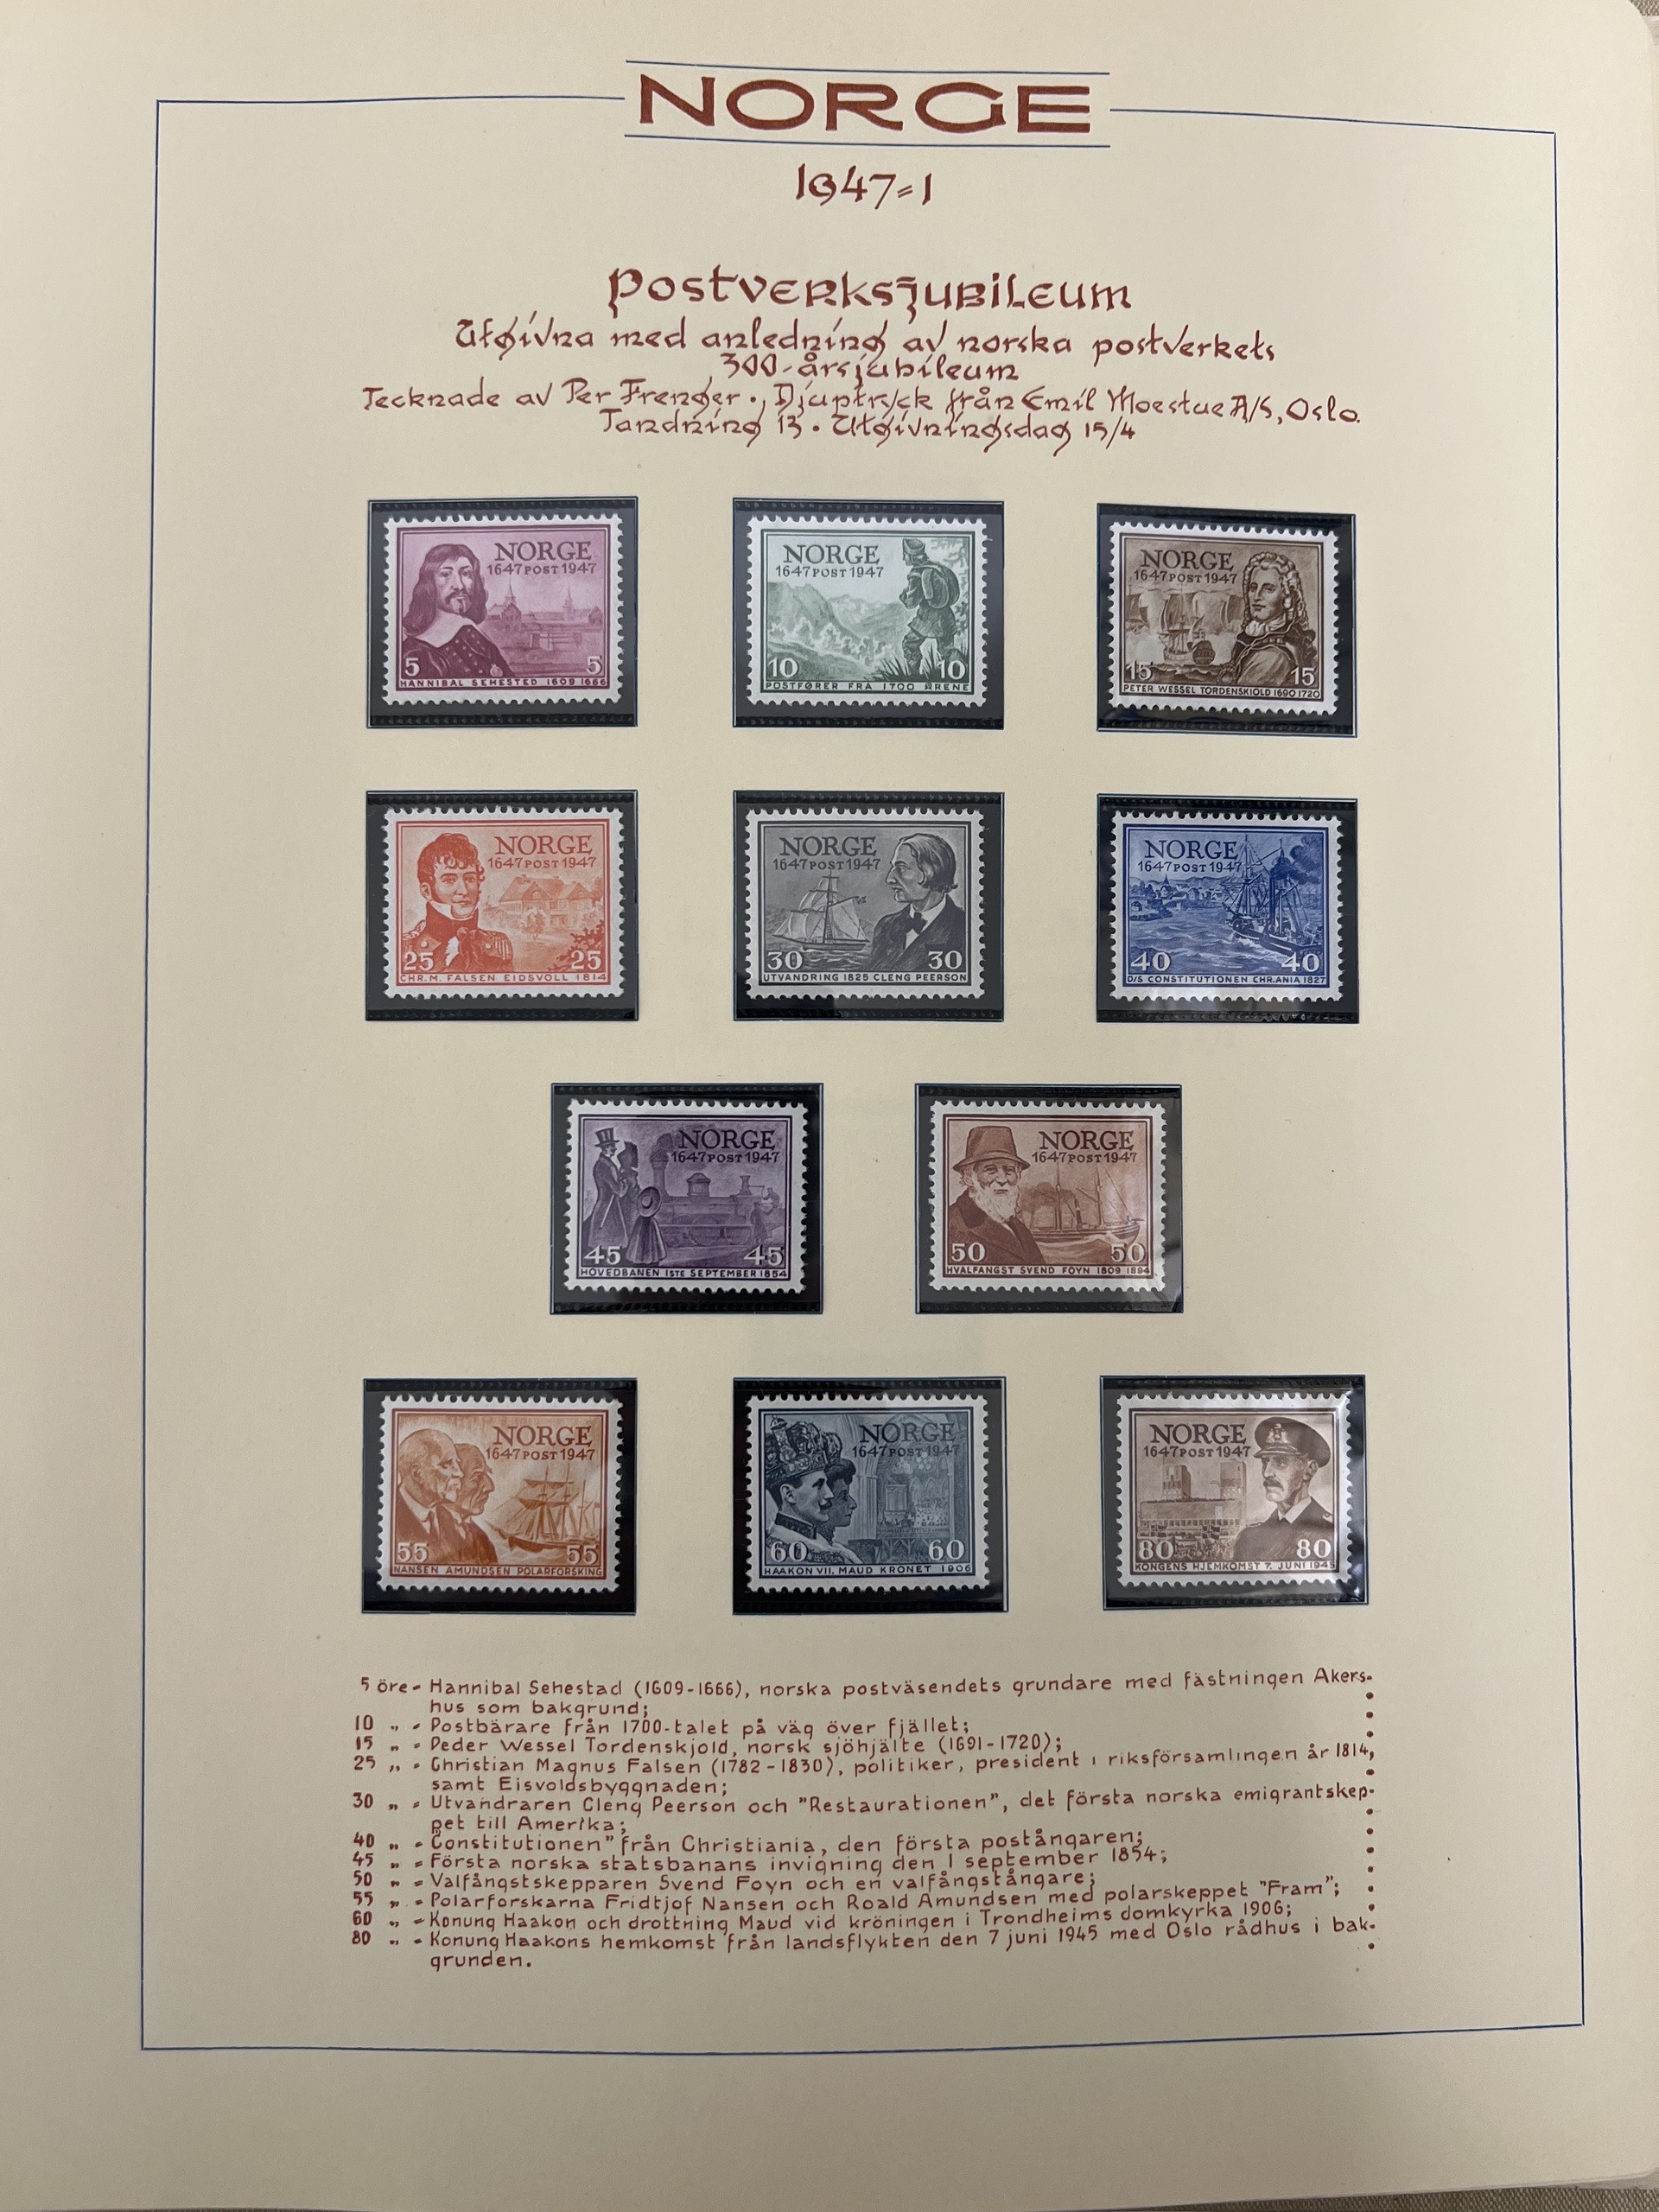 NORGE
1947-1
Postverksjubileum
Utgivna med anledning av norska postverkets
300-årsjubileum
Tecknade av Per Frenger • Djuptryck från Emil Moestue A/S, Oslo.
Tandning 13 • Utgivningsdag 15/4
NORGE
1647 POST 1947
5 5
HANNIBAL SEHESTED 1609 1666
NORGE
1647 POST 1947
10 10
POSTFØRER FRA 1700 ÅRENE
NORGE
1647 POST 1947
15 15
PETER WESSEL TORDENSKIOLD 1690 1720
NORGE
1647 POST 1947
25 25
CHR. M. FALSEN EIDSVOLL 1814
NORGE
1647 POST 1947
30 30
UTVANDRING 1825 CLENG PEERSON
NORGE
1647 POST 1947
40 40
D/S CONSTITUTIONEN CHR.ANIA 1827
NORGE
1647 POST 1947
45 45
HOVEDBANEN 1STE SEPTEMBER 1854
NORGE
1647 POST 1947
50 50
HVALFANGST SVEND FOYN 1809 1894
NORGE
1647 POST 1947
55 55
NANSEN AMUNDSEN POLARFORSKING
NORGE
1647 POST 1947
60 60
HAAKON VII. MAUD KRONET 1906
NORGE
1647 POST 1947
80 80
KONGENS HJEMKOMST 7. JUNI 1945
5 öre - Hannibal Sehestad (1609-1666), norska postväsendets grundare med fästningen Akers-
hus som bakgrund;
10 „ - Postbärare från 1700-talet på väg över fjället;
15 „ - Peder Wessel Tordenskjold, norsk sjöhjälte (1691-1720);
25 „ - Christian Magnus Falsen (1782-1830), politiker, president i riksförsamlingen år 1814,
samt Eisvoldsbyggnaden;
30 „ - Utvandraren Cleng Peerson och "Restaurationen", det första norska emigrantskep-
pet till Amerika;
40 „ - "Constitutionen" från Christiania, den första postångaren;
45 „ - Första norska statsbanans invigning den 1 september 1854;
50 „ - Valfångstskepparen Svend Foyn och en valfångstångare;
55 „ - Polarforskarna Fridtjof Nansen och Roald Amundsen med polarskeppet "Fram";
60 „ - Konung Haakon och drottning Maud vid kröningen i Trondheims domkyrka 1906;
80 „ - Konung Haakons hemkomst från landsflykten den 7 juni 1945 med Oslo rådhus i bak-
grunden.